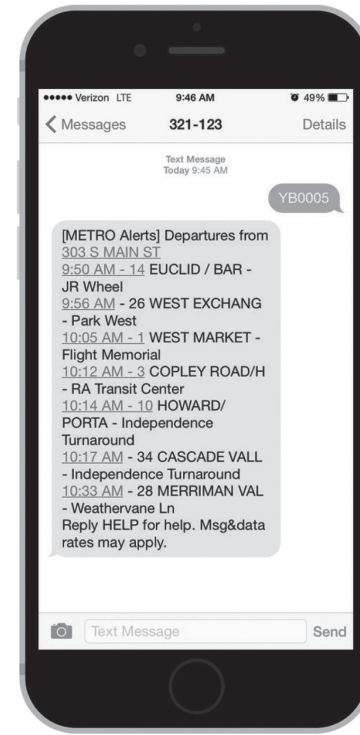 Verizon LTE 9:46 AM 49%
Messages 321-123 Details
Text Message
Today 9:45 AM
YB0005
[METRO Alerts] Departures from
303 S MAIN ST
9:50 AM - 14 EUCLID / BAR -
JR Wheel
9:56 AM - 26 WEST EXCHANG
- Park West
10:05 AM - 1 WEST MARKET -
Flight Memorial
10:12 AM - 3 COPLEY ROAD/H
- RA Transit Center
10:14 AM - 10 HOWARD/
PORTA - Independence
Turnaround
10:17 AM - 34 CASCADE VALL
- Independence Turnaround
10:33 AM - 28 MERRIMAN VAL
- Weathervane Ln
Reply HELP for help. Msg&data
rates may apply.
Text Message Send